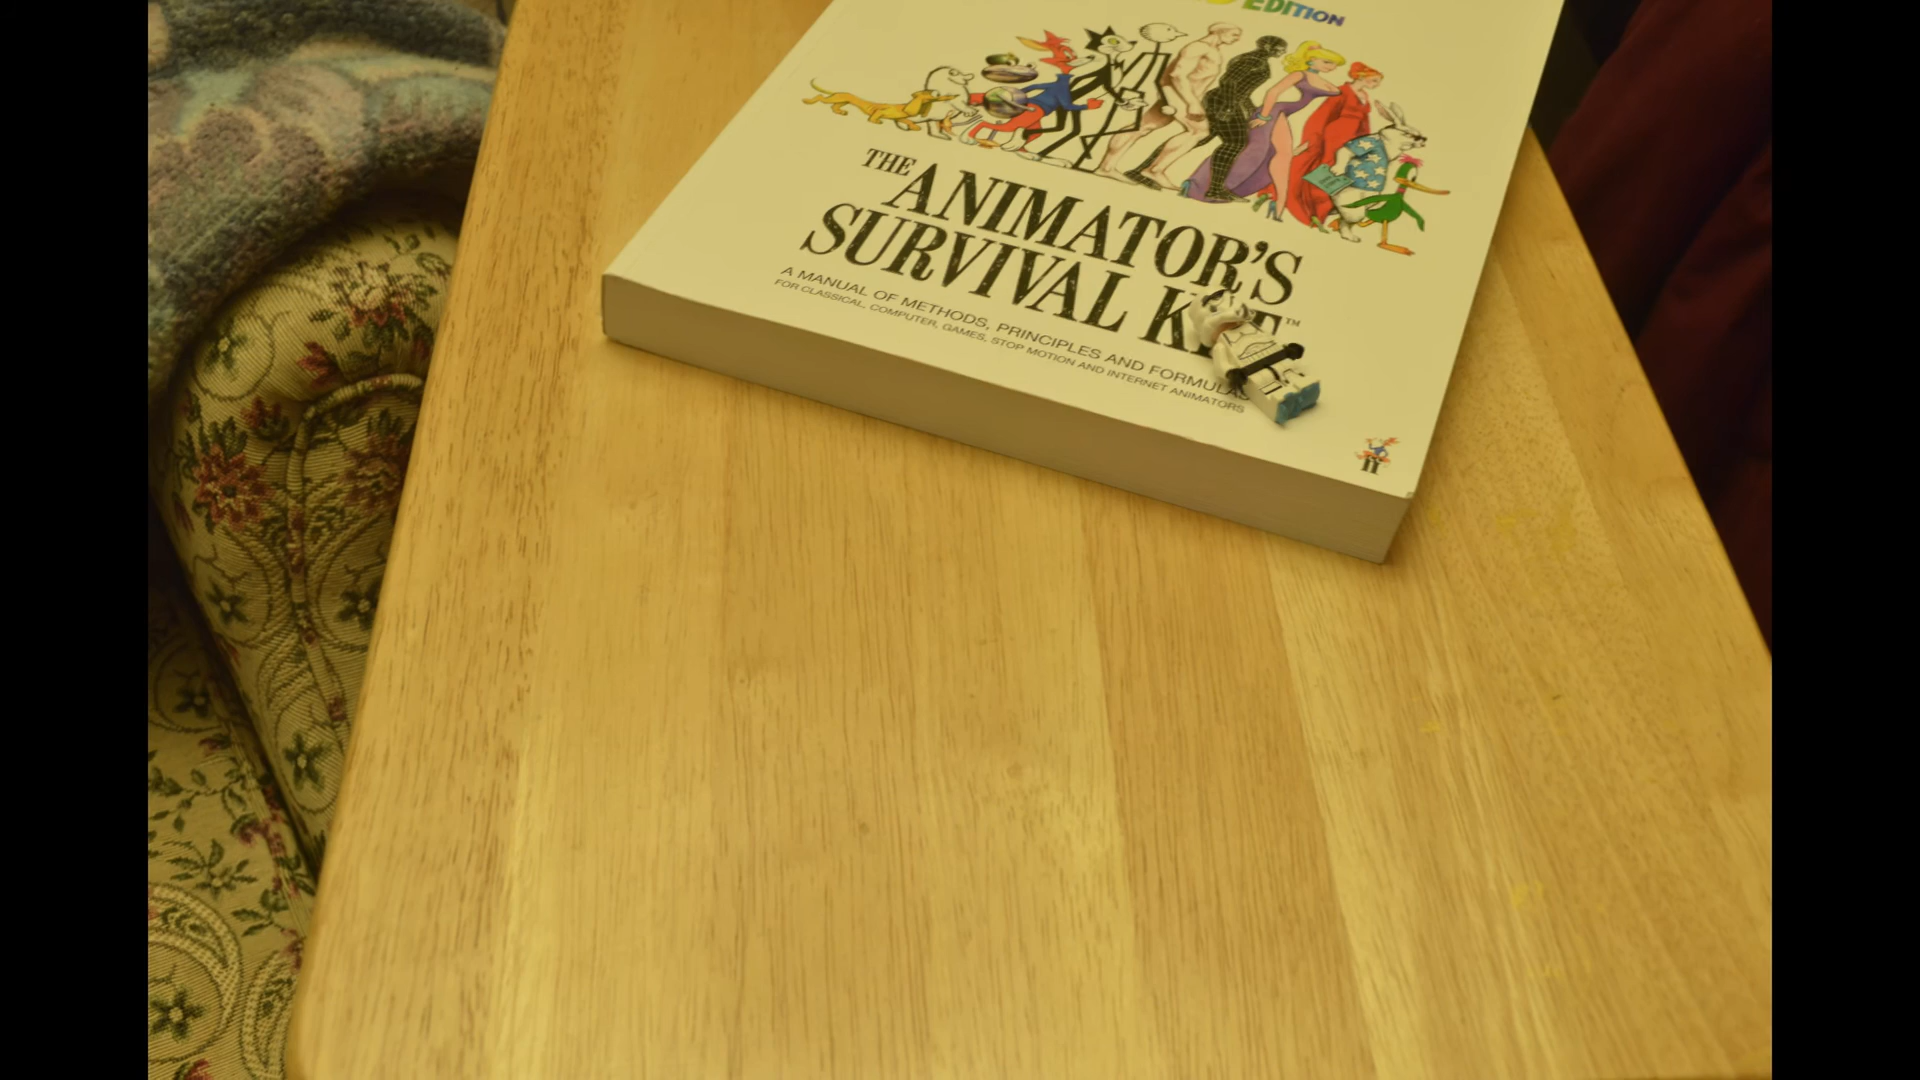 EDITION
THE
ANIMATOR'S
SURVIVAL
A MANUAL OF METHODS, PRINCIPLES AND FORMULAS
FOR CLASSICAL, COMPUTER, GAMES, STOP MOTION AND INTERNET ANIMATORS
ff